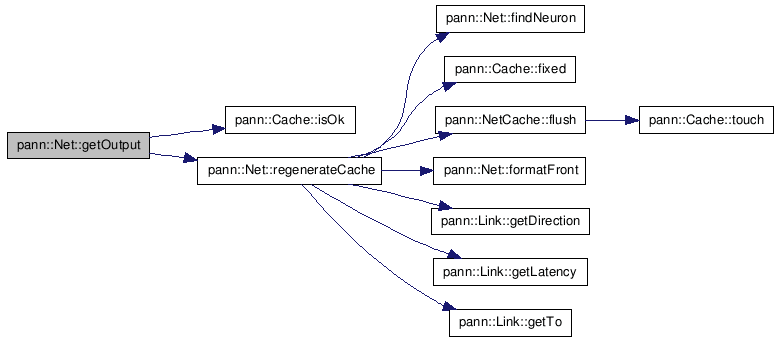 pann::Net::getOutput
pann::Cache::isOk
pann::Net::regenerateCache
pann::Net::findNeuron
pann::Cache::fixed
pann::NetCache::flush
pann::Cache::touch
pann::Net::formatFront
pann::Link::getDirection
pann::Link::getLatency
pann::Link::getTo